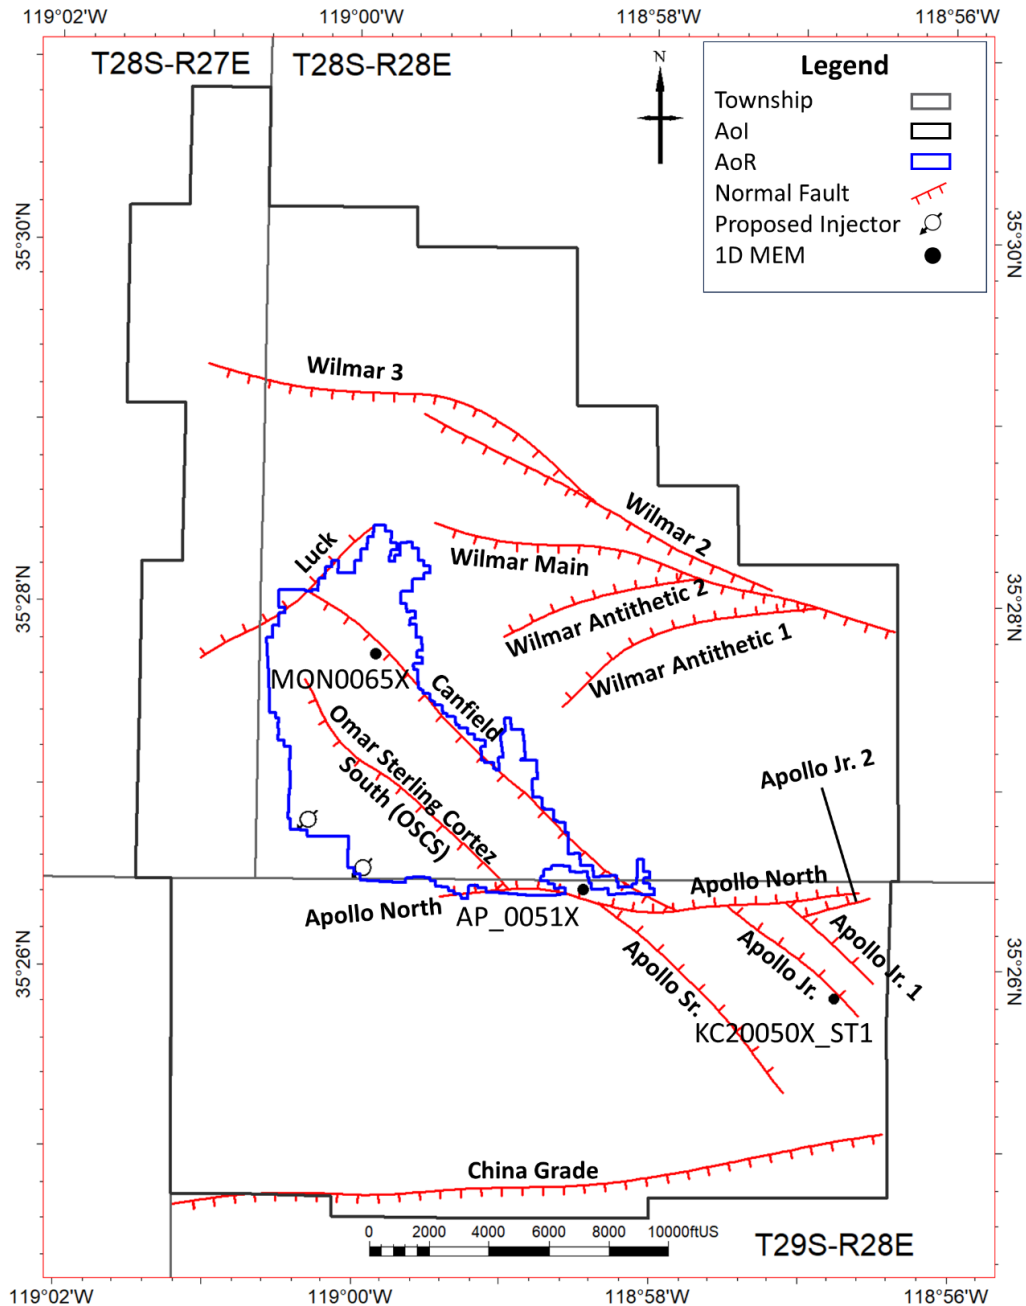 119°02'W 119°00'W 118°58'W 118°56'W
T28S-R27E T28S-R28E
N
Legend
Township
AoI
AoR
Normal Fault
Proposed Injector
1D MEM
35°30'N
35°30'N
Wilmar 3
Wilmar 2
Luck
Wilmar Main
35°28'N
35°28'N
Wilmar Antithetic 2
Wilmar Antithetic 1
MON0065X
Canfield
Omar Sterling Cortez
South (OSCS)
Apollo Jr. 2
Apollo North
Apollo North
AP_0051X
35°26'N
35°26'N
Apollo Sr.
Apollo Jr.
Apollo Jr. 1
KC20050X_ST1
China Grade
0 2000 4000 6000 8000 10000ftUS
T29S-R28E
119°02'W 119°00'W 118°58'W 118°56'W